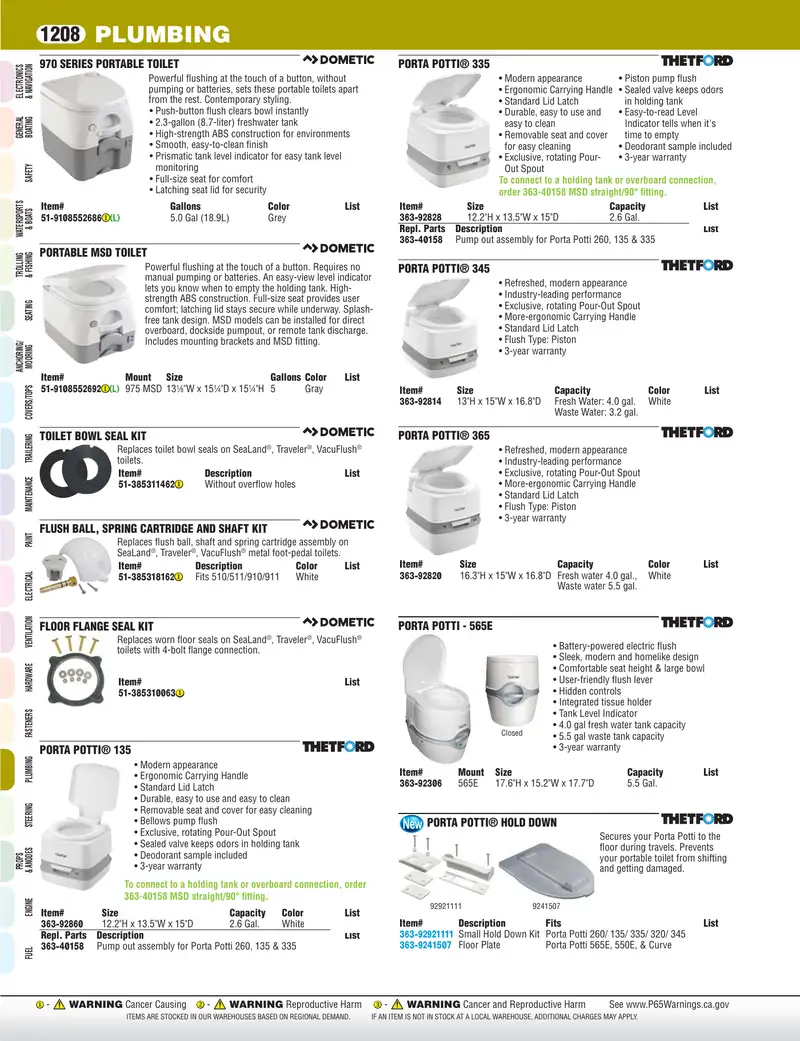 1208 PLUMBING
ELECTRONICS & NAVIGATION
GENERAL BOATING
SAFETY
WATERSPORTS & BOATS
TROLLING & FISHING
SEATING
ANCHORING/ MOORING
COVERS/TOPS
TRAILERING
MAINTENANCE
PAINT
ELECTRICAL
VENTILATION
HARDWARE
FASTENERS
PLUMBING
STEERING
PROPS & ANODES
ENGINE
FUEL
970 SERIES PORTABLE TOILET DOMETIC
Powerful flushing at the touch of a button, without
pumping or batteries, sets these portable toilets apart
from the rest. Contemporary styling.
• Push-button flush clears bowl instantly
• 2.3-gallon (8.7-liter) freshwater tank
• High-strength ABS construction for environments
• Smooth, easy-to-clean finish
• Prismatic tank level indicator for easy tank level
monitoring
• Full-size seat for comfort
• Latching seat lid for security
Item# Gallons Color List
51-9108552686 1 (L) 5.0 Gal (18.9L) Grey
PORTABLE MSD TOILET DOMETIC
Powerful flushing at the touch of a button. Requires no
manual pumping or batteries. An easy-view level indicator
lets you know when to empty the holding tank. High-
strength ABS construction. Full-size seat provides user
comfort; latching lid stays secure while underway. Splash-
free tank design. MSD models can be installed for direct
overboard, dockside pumpout, or remote tank discharge.
Includes mounting brackets and MSD fitting.
Item# Mount Size Gallons Color List
51-9108552692 1 (L) 975 MSD 5 Gray
TOILET BOWL SEAL KIT DOMETIC
Replaces toilet bowl seals on SeaLand®, Traveler®, VacuFlush®
toilets.
Item# Description List
51-385311462 1 Without overflow holes
FLUSH BALL, SPRING CARTRIDGE AND SHAFT KIT DOMETIC
Replaces flush ball, shaft and spring cartridge assembly on
SeaLand®, Traveler®, VacuFlush® metal foot-pedal toilets.
Item# Description Color List
51-385318162 1 Fits 510/511/910/911 White
FLOOR FLANGE SEAL KIT DOMETIC
Replaces worn floor seals on SeaLand®, Traveler®, VacuFlush®
toilets with 4-bolt flange connection.
Item# List
51-385310063 1
PORTA POTTI® 135 THETFORD
• Modern appearance
• Ergonomic Carrying Handle
• Standard Lid Latch
• Durable, easy to use and easy to clean
• Removable seat and cover for easy cleaning
• Bellows pump flush
• Exclusive, rotating Pour-Out Spout
• Sealed valve keeps odors in holding tank
• Deodorant sample included
• 3-year warranty
To connect to a holding tank or overboard connection, order
363-40158 MSD straight/90° fitting.
Item# Size Capacity Color List
363-92860 12.2"H x 13.5"W x 15"D 2.6 Gal. White
Repl. Parts Description List
363-40158 Pump out assembly for Porta Potti 260, 135 & 335
PORTA POTTI® 335 THETFORD
• Modern appearance
• Ergonomic Carrying Handle
• Standard Lid Latch
• Durable, easy to use and
easy to clean
• Removable seat and cover
for easy cleaning
• Exclusive, rotating Pour-
Out Spout
• Piston pump flush
• Sealed valve keeps odors
in holding tank
• Easy-to-read Level
Indicator tells when it's
time to empty
• Deodorant sample included
• 3-year warranty
To connect to a holding tank or overboard connection,
order 363-40158 MSD straight/90° fitting.
Item# Size Capacity List
363-92828 12.2"H x 13.5"W x 15"D 2.6 Gal.
Repl. Parts Description List
363-40158 Pump out assembly for Porta Potti 260, 135 & 335
PORTA POTTI® 345 THETFORD
• Refreshed, modern appearance
• Industry-leading performance
• Exclusive, rotating Pour-Out Spout
• More-ergonomic Carrying Handle
• Standard Lid Latch
• Flush Type: Piston
• 3-year warranty
Item# Size Capacity Color List
363-92814 13"H x 15"W x 16.8"D Fresh Water: 4.0 gal. White
Waste Water: 3.2 gal.
PORTA POTTI® 365 THETFORD
• Refreshed, modern appearance
• Industry-leading performance
• Exclusive, rotating Pour-Out Spout
• More-ergonomic Carrying Handle
• Standard Lid Latch
• Flush Type: Piston
• 3-year warranty
Item# Size Capacity Color List
363-92820 16.3"H x 15"W x 16.8"D Fresh water 4.0 gal., White
Waste water 5.5 gal.
PORTA POTTI - 565E THETFORD
• Battery-powered electric flush
• Sleek, modern and homelike design
• Comfortable seat height & large bowl
• User-friendly flush lever
• Hidden controls
• Integrated tissue holder
• Tank Level Indicator
• 4.0 gal fresh water tank capacity
• 5.5 gal waste tank capacity
• 3-year warranty
Closed
Item# Mount Size Capacity List
363-92306 565E 17.6"H x 15.2"W x 17.7"D 5.5 Gal.
New PORTA POTTI® HOLD DOWN THETFORD
Secures your Porta Potti to the
floor during travels. Prevents
your portable toilet from shifting
and getting damaged.
92921111 9241507
Item# Description Fits List
363-92921111 Small Hold Down Kit Porta Potti 260/ 135/ 335/ 320/ 345
363-9241507 Floor Plate Porta Potti 565E, 550E, & Curve
1 - WARNING Cancer Causing 2 - WARNING Reproductive Harm 3 - WARNING Cancer and Reproductive Harm See www.P65Warnings.ca.gov
ITEMS ARE STOCKED IN OUR WAREHOUSES BASED ON REGIONAL DEMAND. IF AN ITEM IS NOT IN STOCK AT A LOCAL WAREHOUSE, ADDITIONAL CHARGES MAY APPLY.